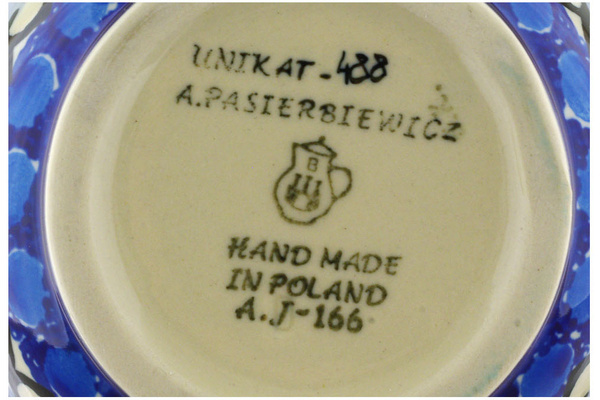 UNIKAT-488
A.PASIERBIEWICZ
B
HAND MADE
IN POLAND
A.J-166